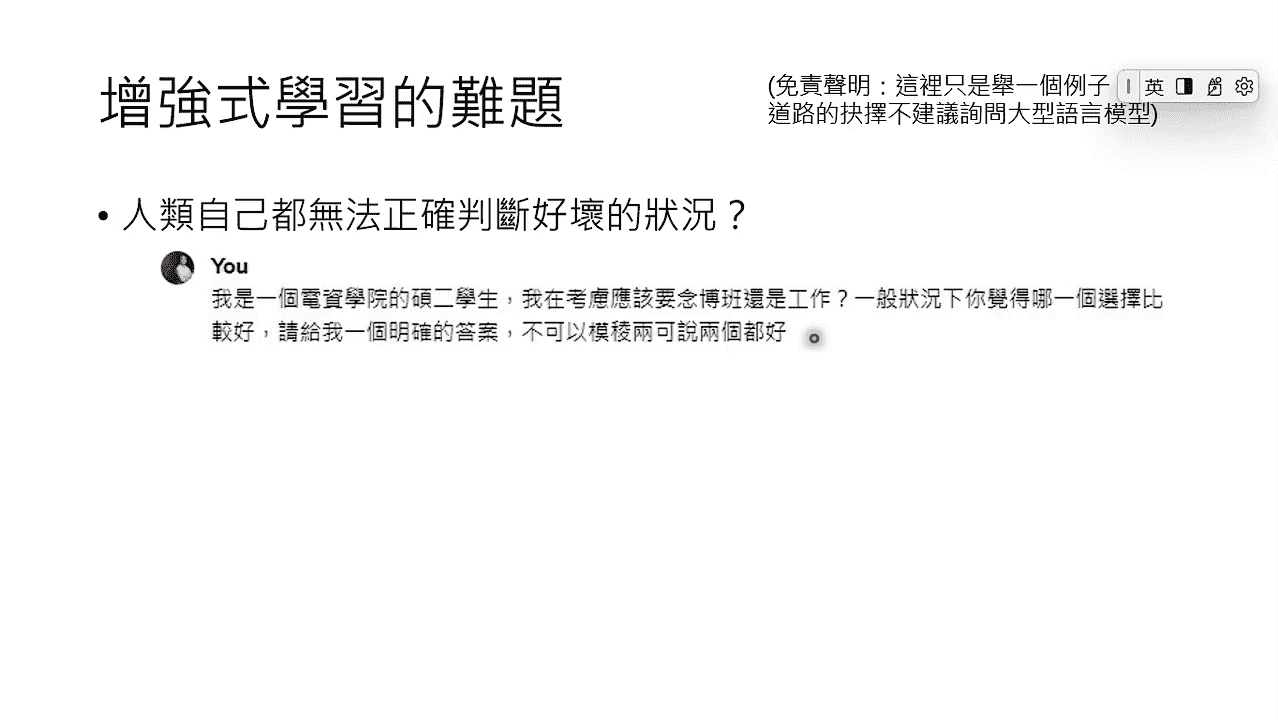 增強式學習的難題
(免責聲明：這裡只是舉一個例子
英
道路的抉擇不建議詢問大型語言模型)
• 人類自己都無法正確判斷好壞的狀況？
You
我是一個電資學院的碩二學生，我在考慮應該要念博班還是工作？一般狀況下你覺得哪一個選擇比
較好，請給我一個明確的答案，不可以模稜兩可說兩個都好